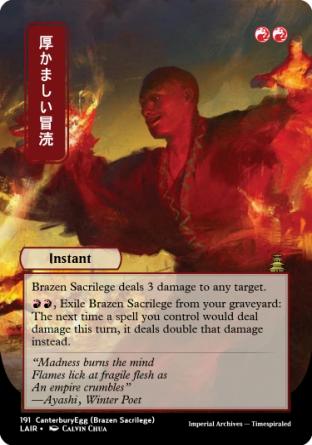 厚かましい冒涜
Instant
Brazen Sacrilege deals 3 damage to any target.
, Exile Brazen Sacrilege from your graveyard:
The next time a spell you control would deal
damage this turn, it deals double that damage
instead.
“Madness burns the mind
Flames lick at fragile flesh as
An empire crumbles”
—Ayashi, Winter Poet
191 CanterburyEgg (Brazen Sacrilege)
LAIR • Calvin Chua
Imperial Archives — Timespiraled